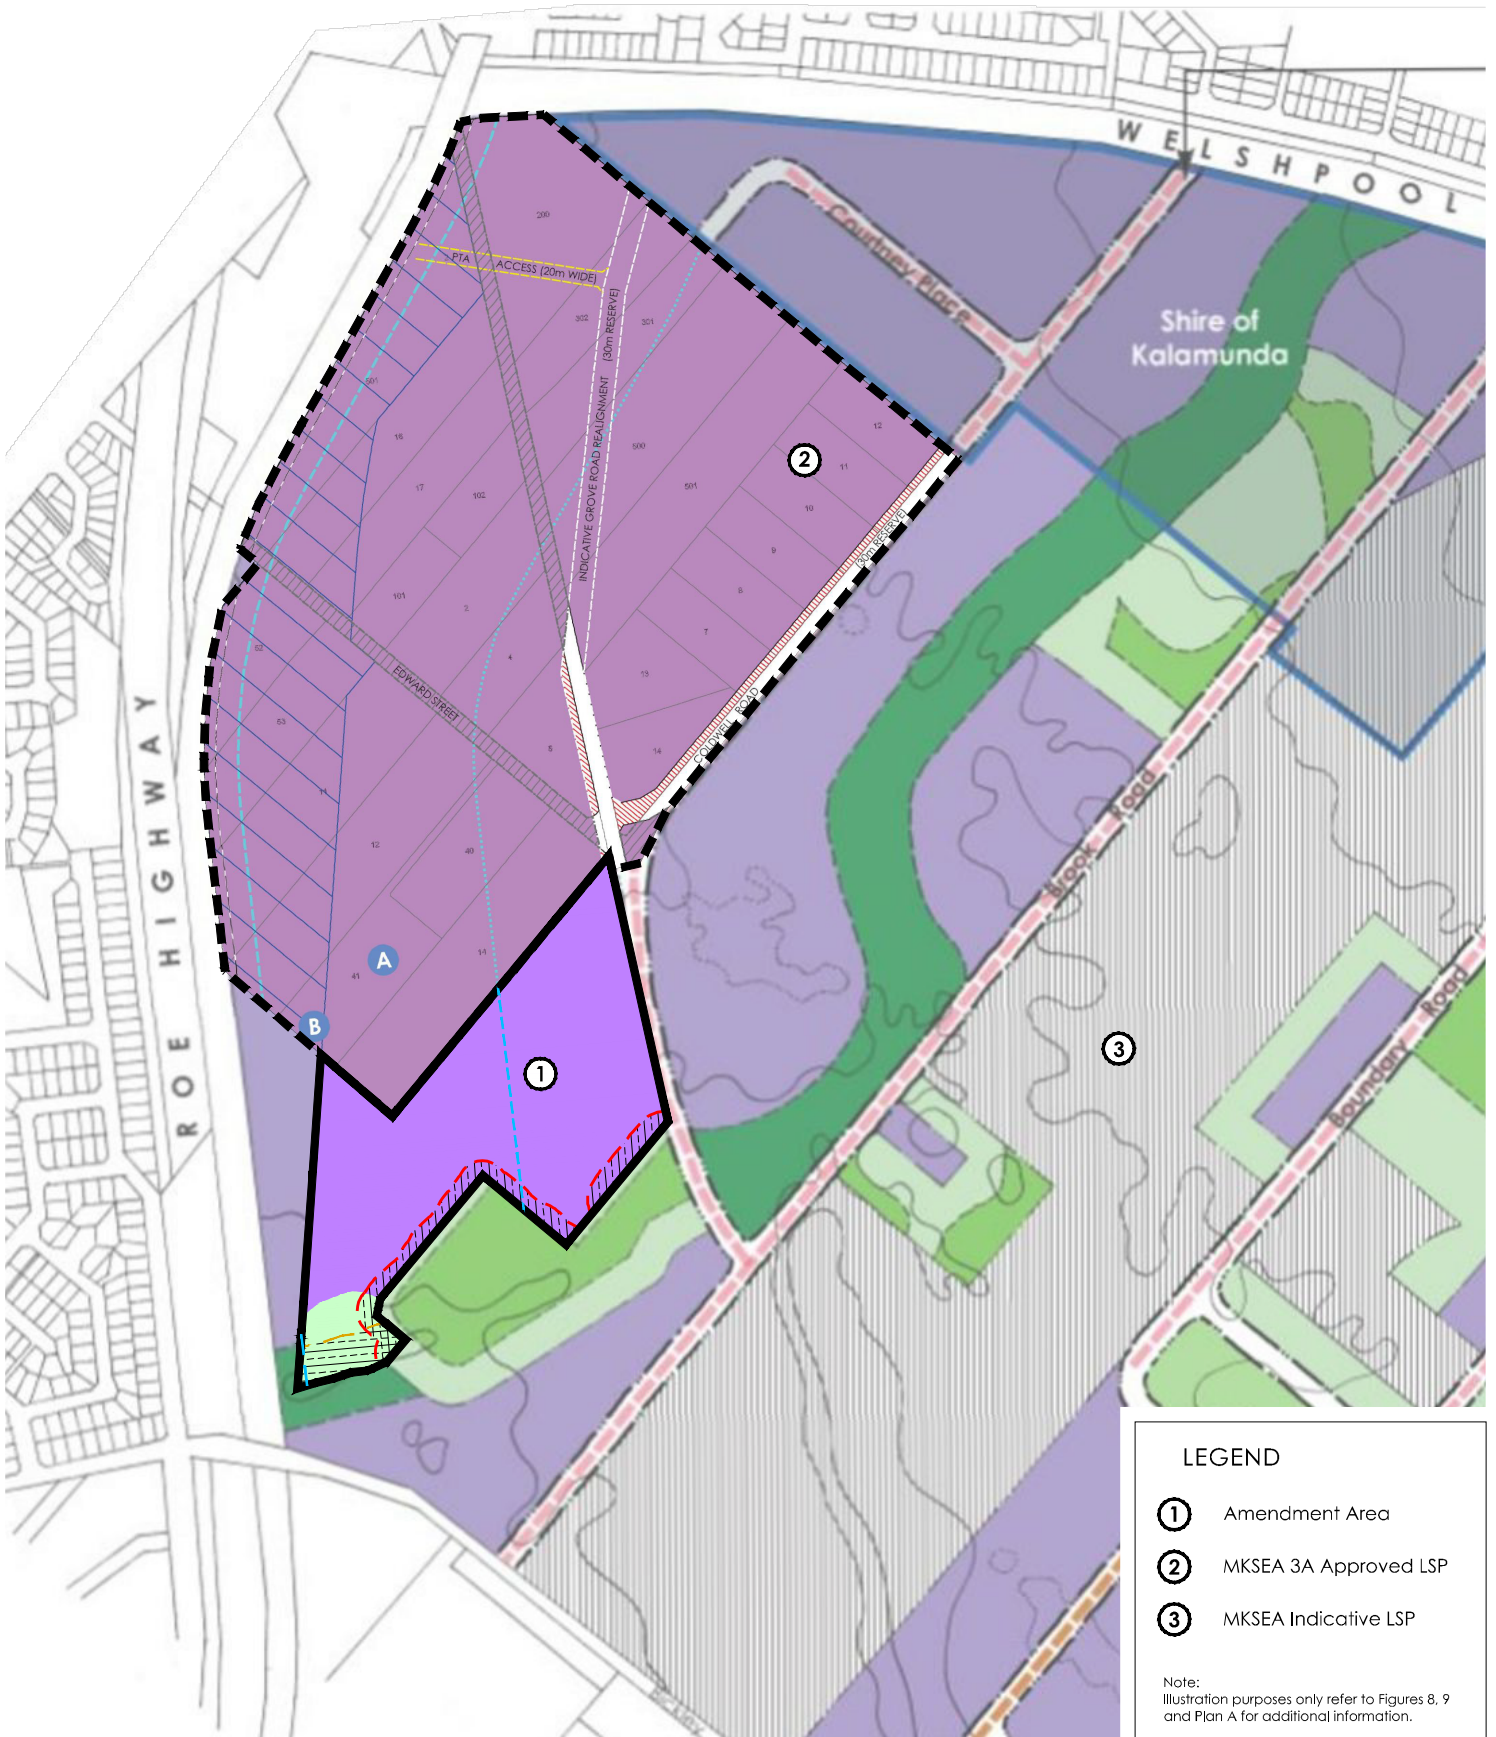 WELSHPOOL
Courtney Place
Shire of
Kalamunda
200
PTA ACCESS (20m WIDE)
302
301
INDICATIVE GROVE ROAD REALIGNMENT (30m RESERVE)
501
16
17
102
500
501
2
12
11
10
9
8
7
13
14
(30m RESERVE)
COLDWELL ROAD
101
2
4
5
EDWARD STREET
52
53
11
12
40
41
14
A
B
1
3
ROE HIGHWAY
Brook Road
Boundary Road
LEGEND
1 Amendment Area
2 MKSEA 3A Approved LSP
3 MKSEA Indicative LSP
Note:
Illustration purposes only refer to Figures 8, 9
and Plan A for additional information.